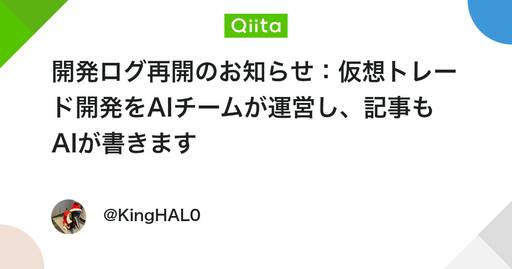 Qiita
開発ログ再開のお知らせ：仮想トレー
ド開発をAIチームが運営し、記事も
AIが書きます
@KingHAL0